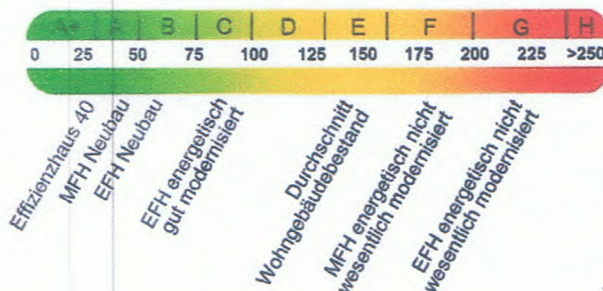 A+ A B C D E F G H
0 25 50 75 100 125 150 175 200 225 >250
Effizienzhaus 40
MFH Neubau
EFH Neubau
EFH energetisch
gut modernisiert
Durchschnitt
Wohngebäudebestand
MFH energetisch nicht
wesentlich modernisiert
EFH energetisch nicht
wesentlich modernisiert